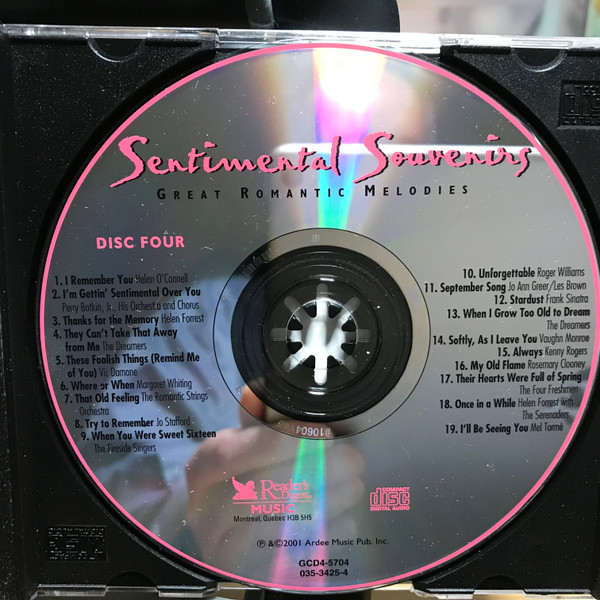 Sentimental Souvenirs
GREAT ROMANTIC MELODIES
DISC FOUR
1. I Remember You Helen O'Connell
2. I'm Gettin' Sentimental Over You
Perry Botkin, Jr., His Orchestra and Chorus
3. Thanks for the Memory Helen Forrest
4. They Can't Take That Away
from Me The Dreamers
5. These Foolish Things (Remind Me
of You) Vic Damone
6. Where or When Margaret Whiting
7. That Old Feeling The Romantic Strings
Orchestra
8. Try to Remember Jo Stafford
9. When You Were Sweet Sixteen
The Fireside Singers
10. Unforgettable Roger Williams
11. September Song Jo Ann Greer/Les Brown
12. Stardust Frank Sinatra
13. When I Grow Too Old to Dream
The Dreamers
14. Softly, As I Leave You Vaughn Monroe
15. Always Kenny Rogers
16. My Old Flame Rosemary Clooney
17. Their Hearts Were Full of Spring
The Four Freshmen
18. Once in a While Helen Forrest with
The Serenaders
19. I'll Be Seeing You Mel Tormé
Reader's
Digest
MUSIC
Montreal, Quebec H3B 5H5
COMPACT
disc
DIGITAL AUDIO
℗ &©2001 Ardee Music Pub. Inc.
GCD4-5704
035-3425-4